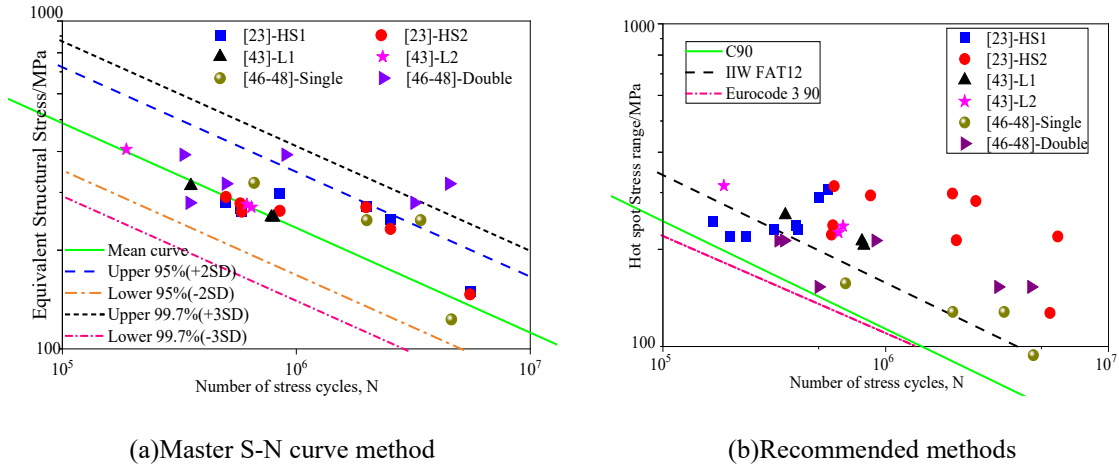 1000
[23]-HS1
[23]-HS2
[43]-L1
[43]-L2
[46-48]-Single
[46-48]-Double
Equivalent Structural Stress/MPa
Mean curve
Upper 95%(+2SD)
Lower 95%(-2SD)
Upper 99.7%(+3SD)
Lower 99.7%(-3SD)
100
10^5
10^6
10^7
Number of stress cycles, N
(a)Master S-N curve method
1000
C90
IIW FAT12
Eurocode 3 90
[23]-HS1
[23]-HS2
[43]-L1
[43]-L2
[46-48]-Single
[46-48]-Double
Hot spot Stress range/MPa
100
10^5
10^6
10^7
Number of stress cycles, N
(b)Recommended methods